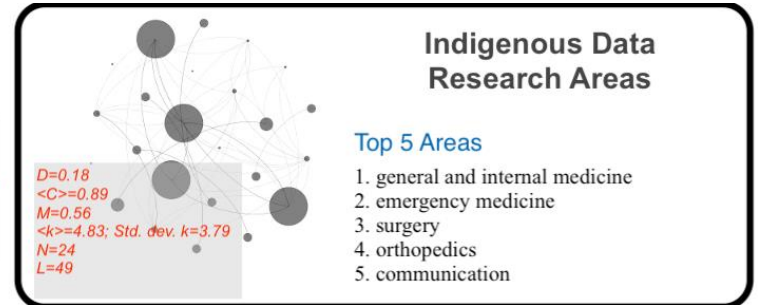 Indigenous Data
Research Areas
Top 5 Areas
1. general and internal medicine
2. emergency medicine
3. surgery
4. orthopedics
5. communication
D=0.18
<C>=0.89
M=0.56
<k>=4.83; Std. dev. k=3.79
N=24
L=49